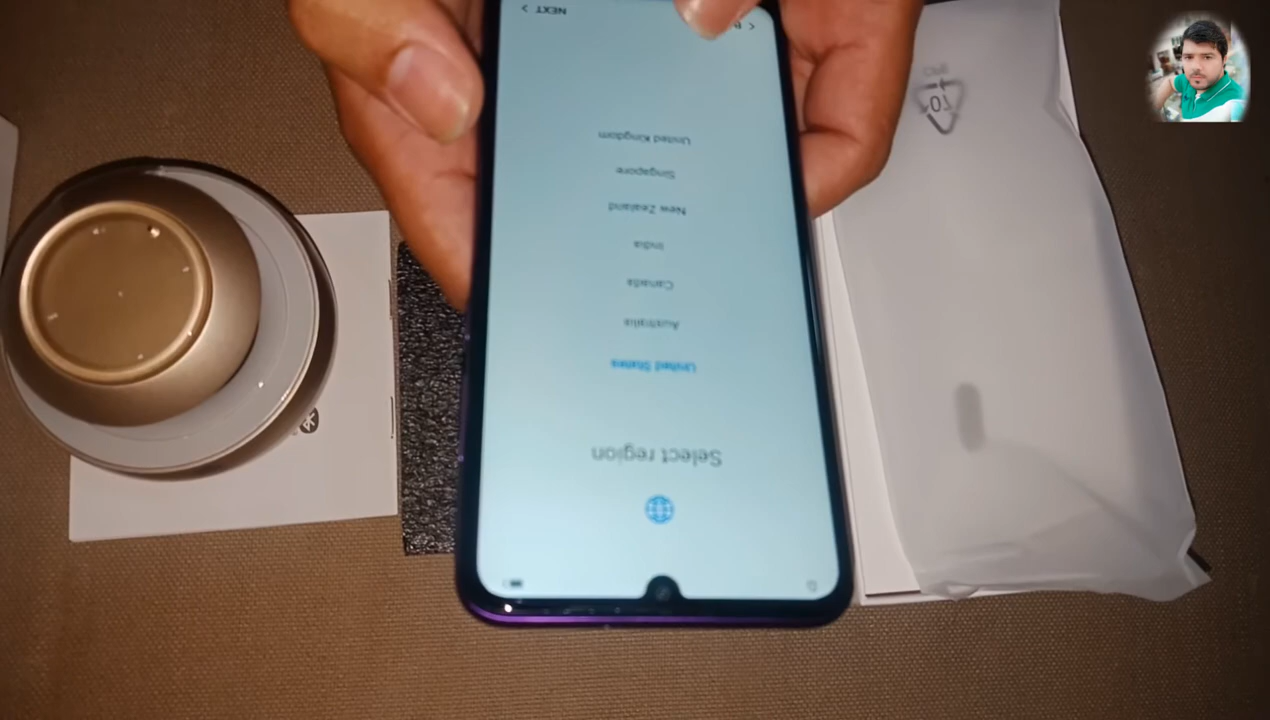 Select region
United States
Australia
Canada
India
New Zealand
Singapore
United Kingdom
NEXT